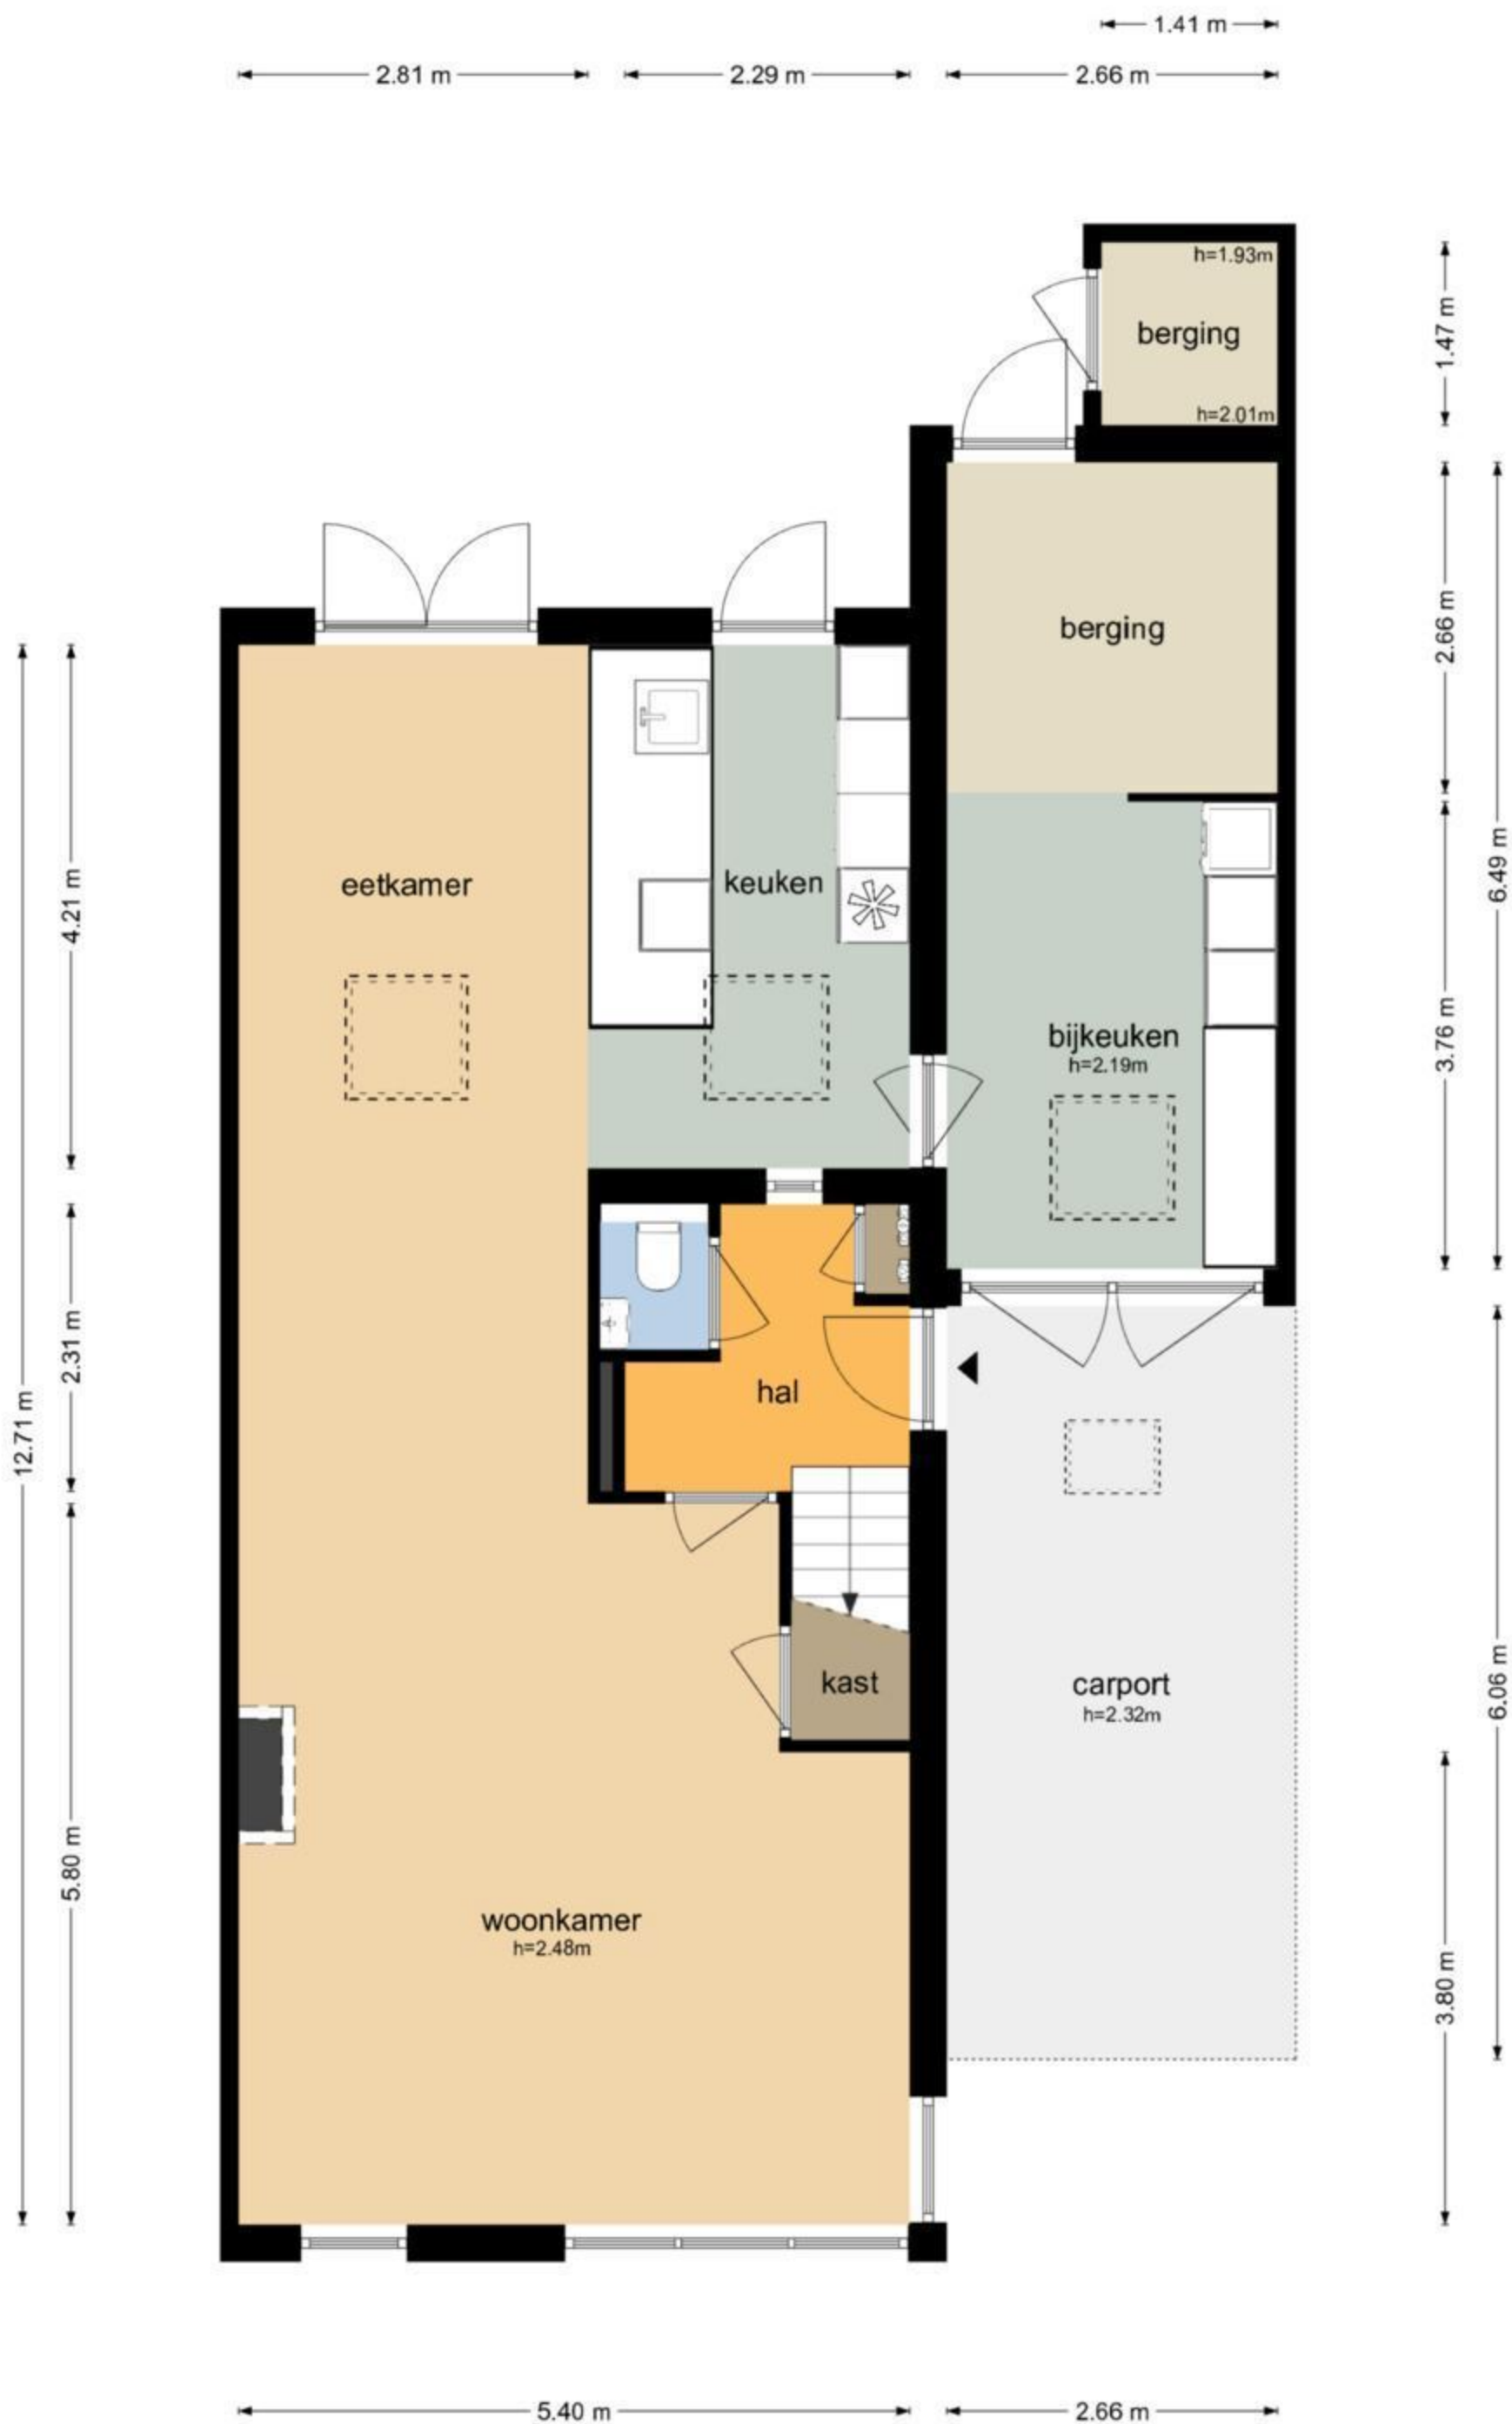 1.41 m
2.81 m
2.29 m
2.66 m
h=1.93m
berging
h=2.01m
1.47 m
berging
2.66 m
eetkamer
keuken
4.21 m
6.49 m
bijkeuken
h=2.19m
3.76 m
2.31 m
hal
12.71 m
kast
carport
h=2.32m
6.06 m
5.80 m
woonkamer
h=2.48m
3.80 m
5.40 m
2.66 m